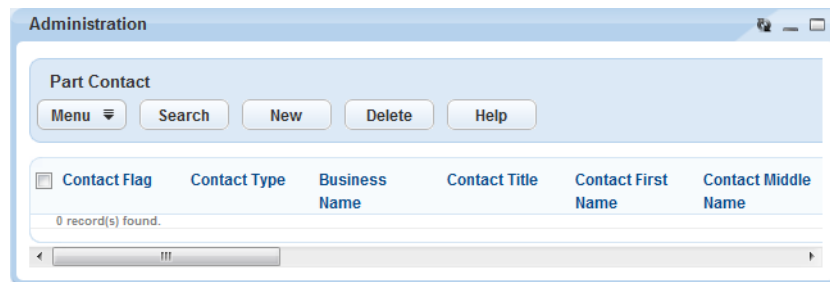 Administration
Part Contact
Menu Search New Delete Help
Contact Flag Contact Type Business Name Contact Title Contact First Name Contact Middle Name
0 record(s) found.